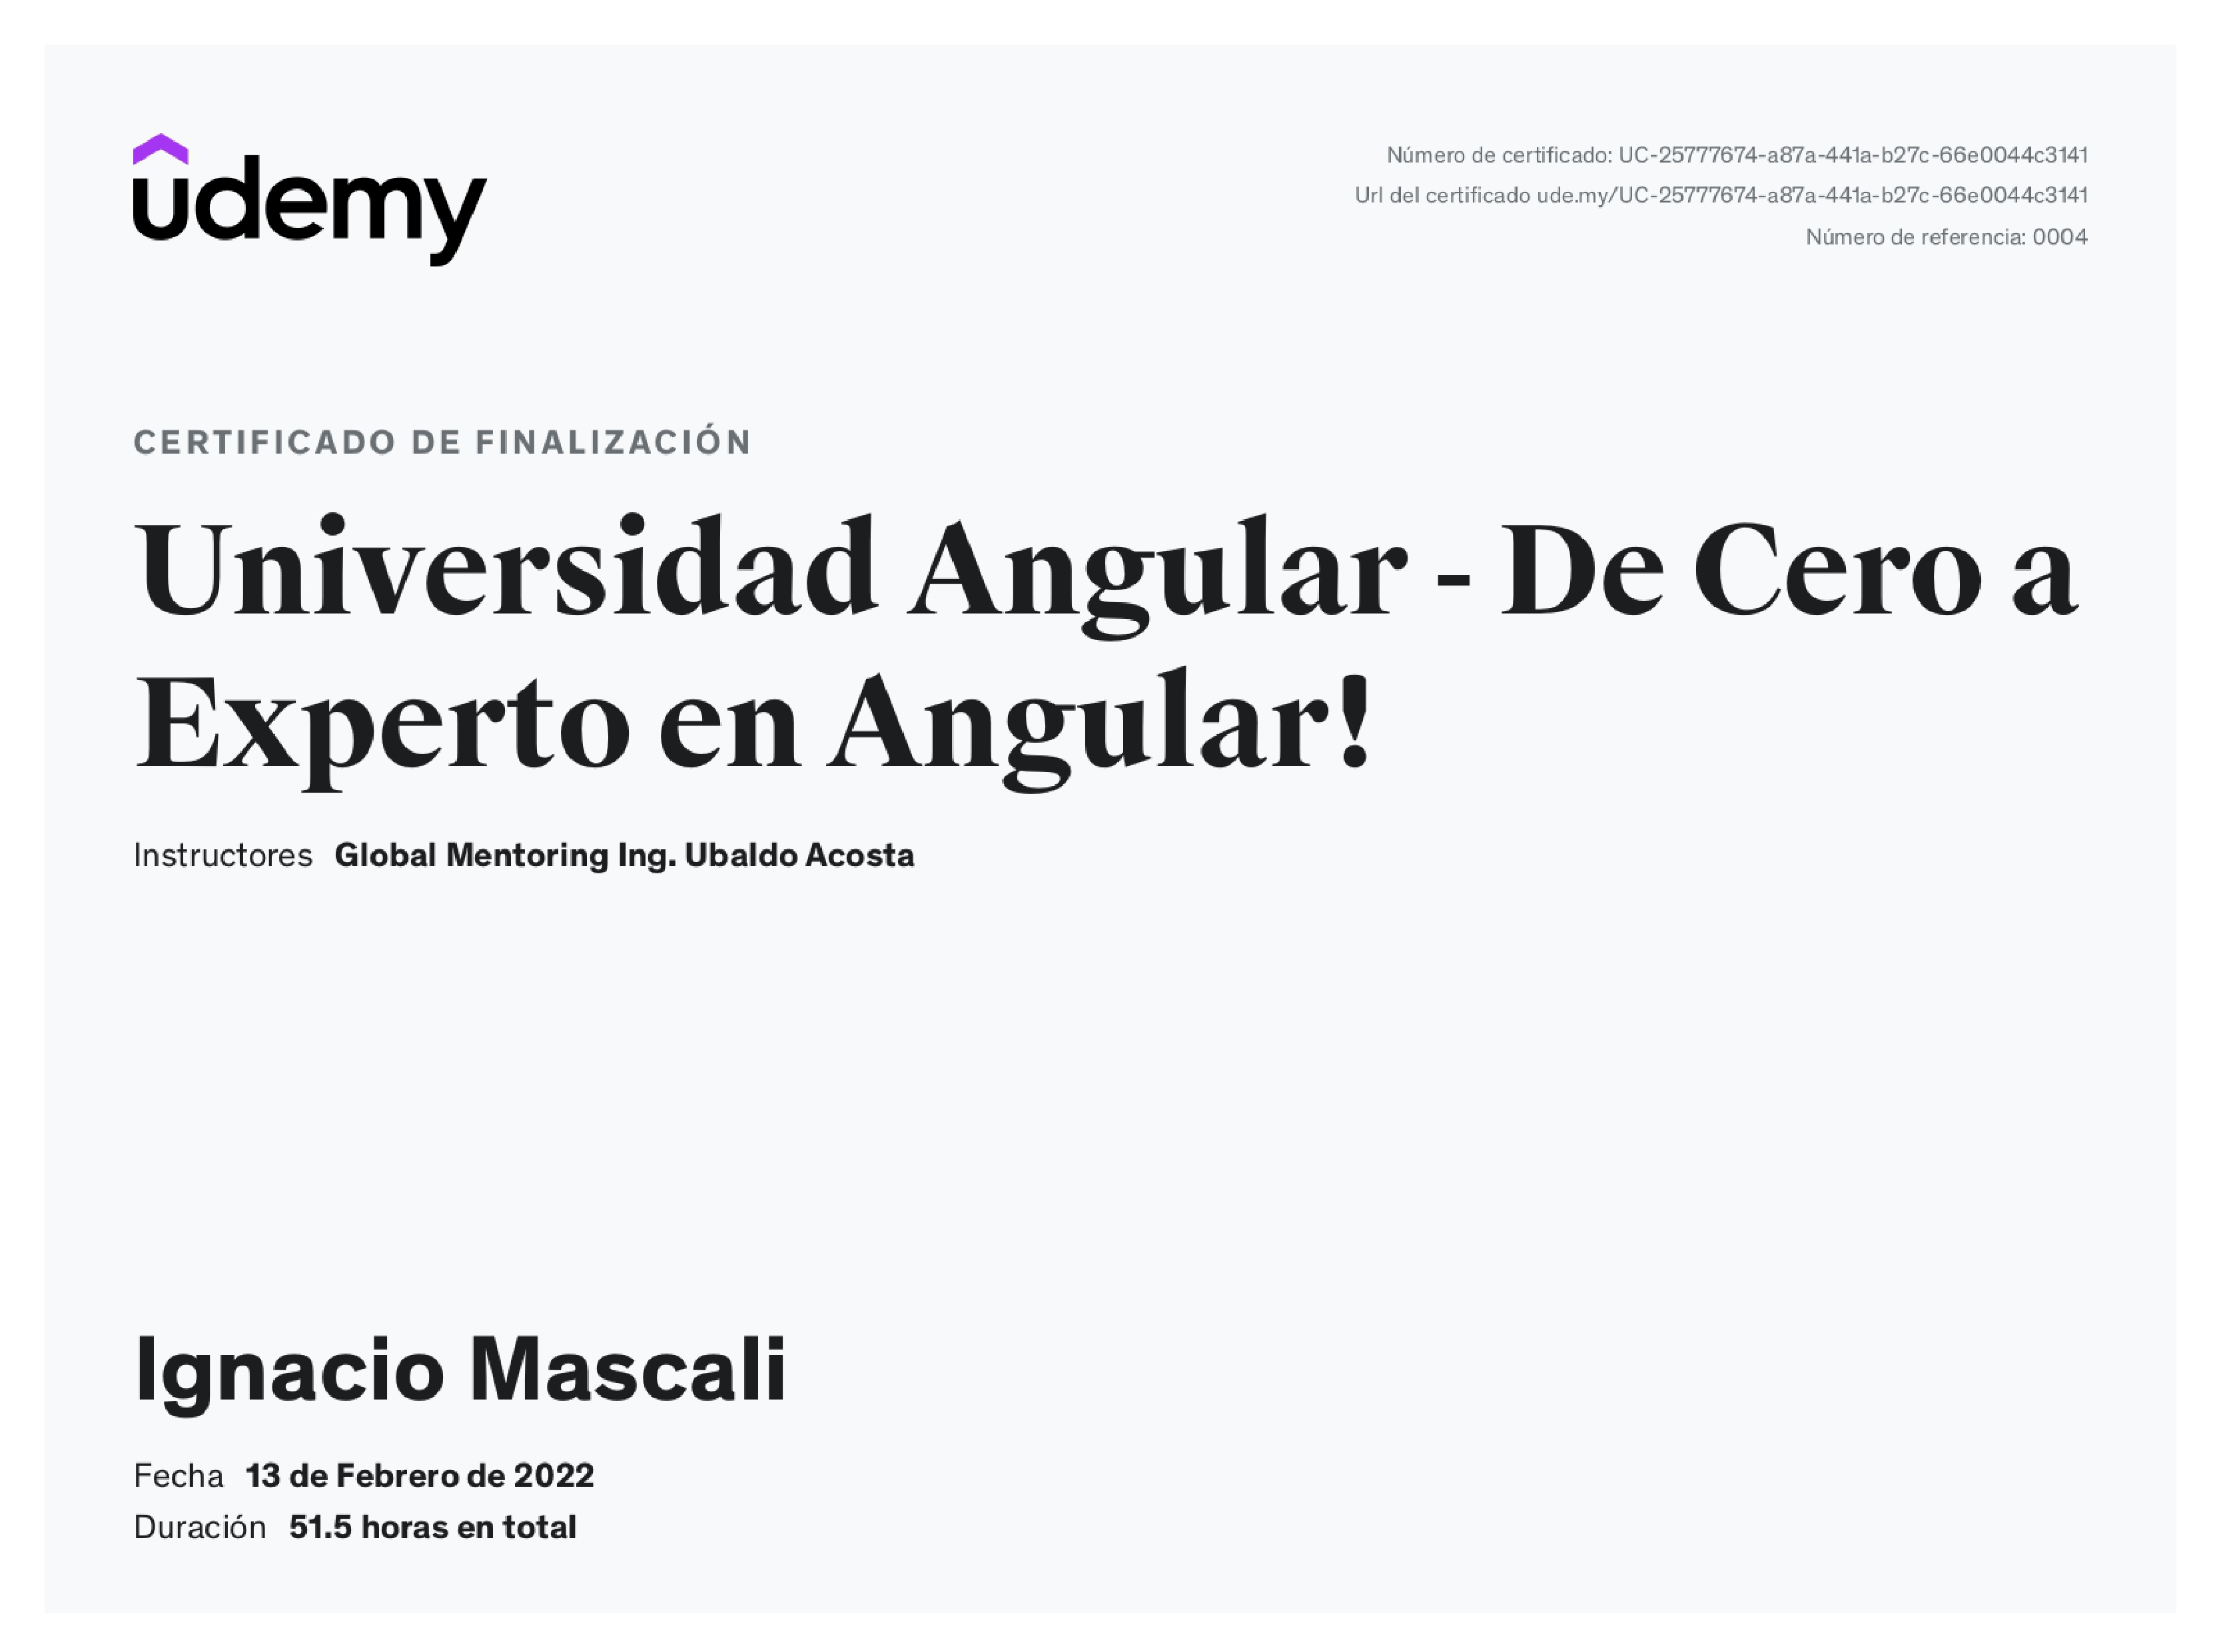 udemy
Número de certificado: UC-25777674-a87a-441a-b27c-66e0044c3141
Url del certificado ude.my/UC-25777674-a87a-441a-b27c-66e0044c3141
Número de referencia: 0004
CERTIFICADO DE FINALIZACIÓN
Universidad Angular - De Cero a
Experto en Angular!
Instructores Global Mentoring Ing. Ubaldo Acosta
Ignacio Mascali
Fecha 13 de Febrero de 2022
Duración 51.5 horas en total